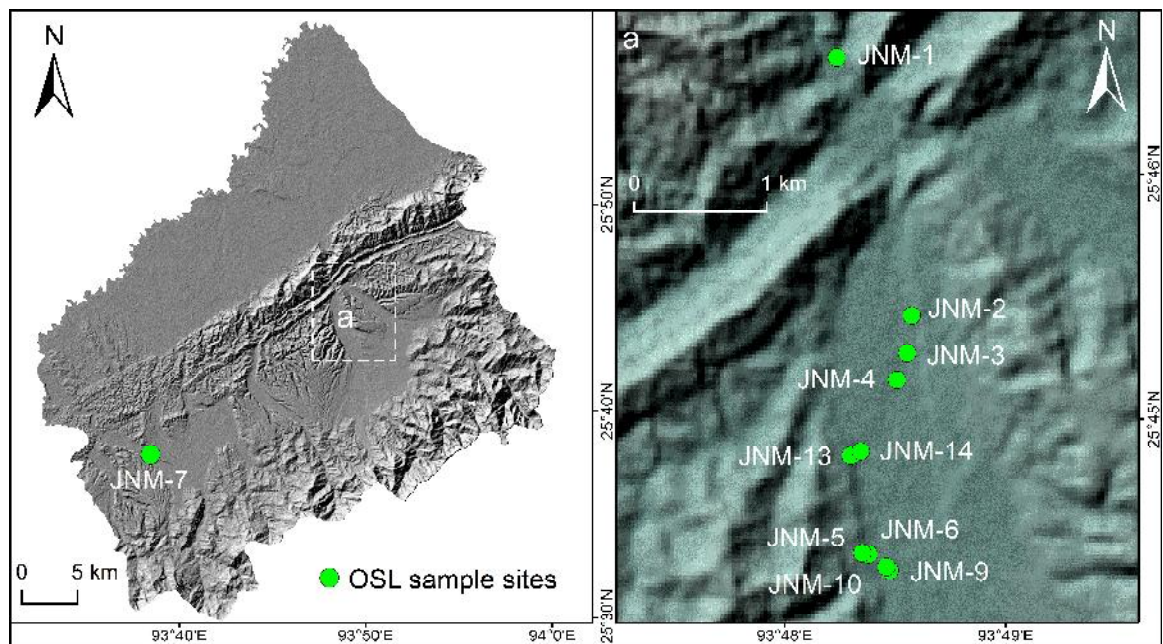 N
a
JNM-7
0 5 km
OSL sample sites
93°40'E
93°50'E
94°0'E
25°50'N
25°40'N
25°30'N
a
N
JNM-1
0 1 km
JNM-2
JNM-3
JNM-4
JNM-14
JNM-13
JNM-6
JNM-5
JNM-9
JNM-10
93°48'E
93°49'E
25°46'N
25°45'N